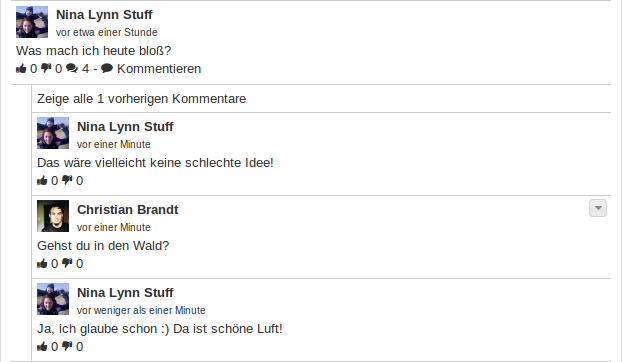 Nina Lynn Stuff
vor etwa einer Stunde
Was mach ich heute bloß?
0 0 4 - Kommentieren
Zeige alle 1 vorherigen Kommentare
Nina Lynn Stuff
vor einer Minute
Das wäre vielleicht keine schlechte Idee!
0 0
Christian Brandt
vor einer Minute
Gehst du in den Wald?
0 0
Nina Lynn Stuff
vor weniger als einer Minute
Ja, ich glaube schon :) Da ist schöne Luft!
0 0